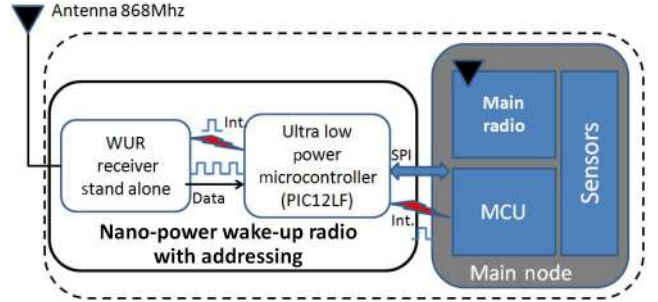 Antenna 868Mhz
WUR
receiver
stand alone
Int.
Data
Ultra low
power
microcontroller
(PIC12LF)
SPI
Int.
Nano-power wake-up radio
with addressing
Main
radio
MCU
Sensors
Main node